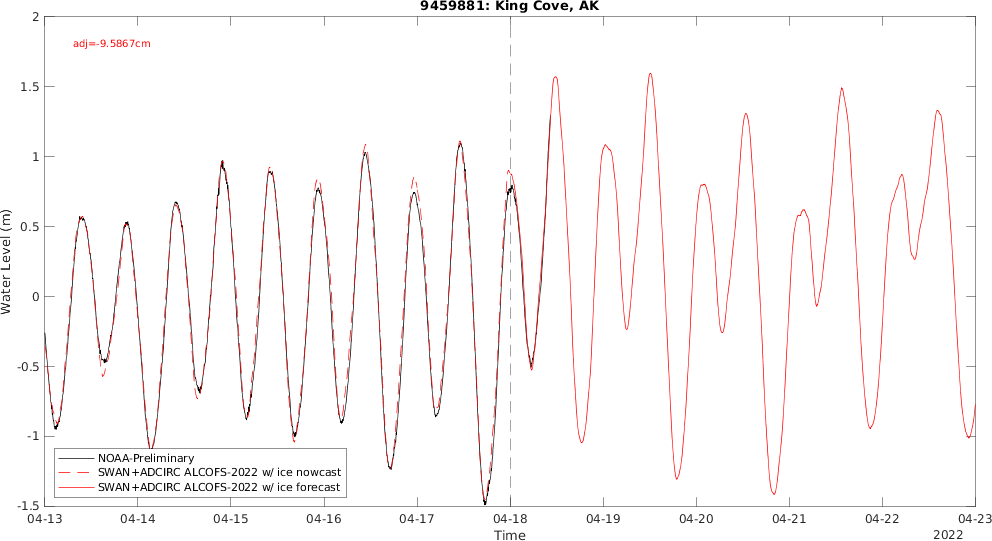 9459881: King Cove, AK
adj=-9.5867cm
Water Level (m)
2
1.5
1
0.5
0
-0.5
-1
-1.5
NOAA-Preliminary
SWAN+ADCIRC ALCOFS-2022 w/ ice nowcast
SWAN+ADCIRC ALCOFS-2022 w/ ice forecast
04-13 04-14 04-15 04-16 04-17 04-18 04-19 04-20 04-21 04-22 04-23
Time
2022